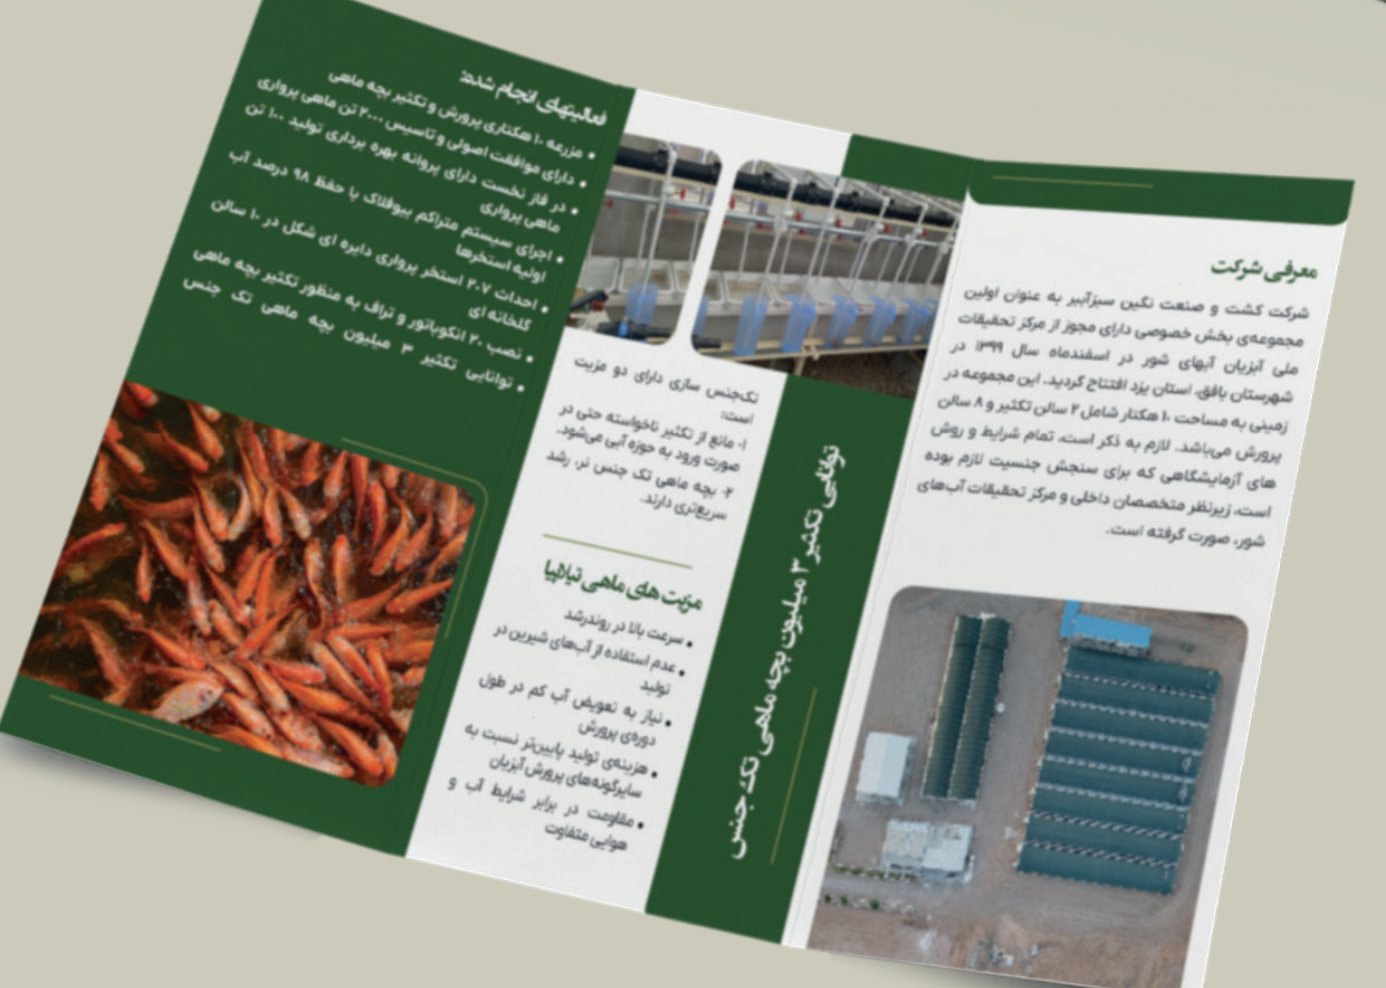 معرفی شرکت
شرکت کشت و صنعت نگین سبزآبیر به عنوان اولین
مجموعه‌ی بخش خصوصی دارای مجوز از مرکز تحقیقات
ملی آبزیان آبهای شور در اسفندماه سال ۱۳۹۹ در
شهرستان بافق، استان یزد افتتاح گردید. این مجموعه در
زمینی به مساحت ۱۰ هکتار شامل ۲ سالن تکثیر و ۸ سالن
پرورش می‌باشد. لازم به ذکر است، تمام شرایط و روش
های آزمایشگاهی که برای سنجش جنسیت لازم بوده
است، زیرنظر متخصصان داخلی و مرکز تحقیقات آب‌های
شور، صورت گرفته است.
توانایی تکثیر ۳ میلیون بچه ماهی تک جنس
تک‌جنس سازی دارای دو مزیت
است:
۱- مانع از تکثیر ناخواسته حتی در
صورت ورود به حوزه آبی می‌شود.
۲- بچه ماهی تک جنس نر، رشد
سریع‌تری دارند.
مزیت های ماهی تیلاپیا
• سرعت بالا در روندرشد
• عدم استفاده از آب‌های شیرین در
تولید
• نیاز به تعویض آب کم در طول
دوره‌ی پرورش
• هزینه‌ی تولید پایین‌تر نسبت به
سایرگونه‌های پرورش آبزیان
• مقاومت در برابر شرایط آب و
هوایی متفاوت
فعالیتهای انجام شده:
• مزرعه ۱۰ هکتاری پرورش و تکثیر بچه ماهی
• دارای موافقت اصولی و تاسیس ۲۰۰۰ تن ماهی پرواری
• در فاز نخست دارای پروانه بهره برداری تولید ۱۰۰ تن
ماهی پرواری
• اجرای سیستم متراکم بیوفلاک با حفظ ۹۸ درصد آب
اولیه استخرها
• احداث ۲۰۷ استخر پرواری دایره ای شکل در ۱۰ سالن
گلخانه ای
• نصب ۲۰ انکوباتور و تراف به منظور تکثیر بچه ماهی
• توانایی تکثیر ۳ میلیون بچه ماهی تک جنس